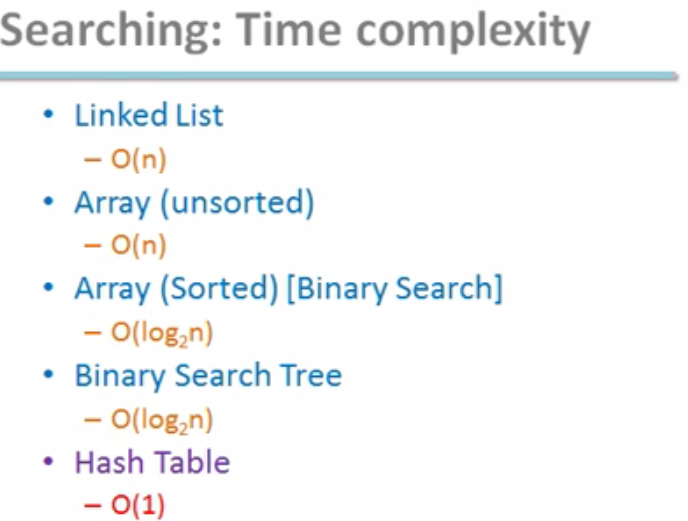 Searching: Time complexity
• Linked List
– O(n)
• Array (unsorted)
– O(n)
• Array (Sorted) [Binary Search]
– O(log₂n)
• Binary Search Tree
– O(log₂n)
• Hash Table
– O(1)